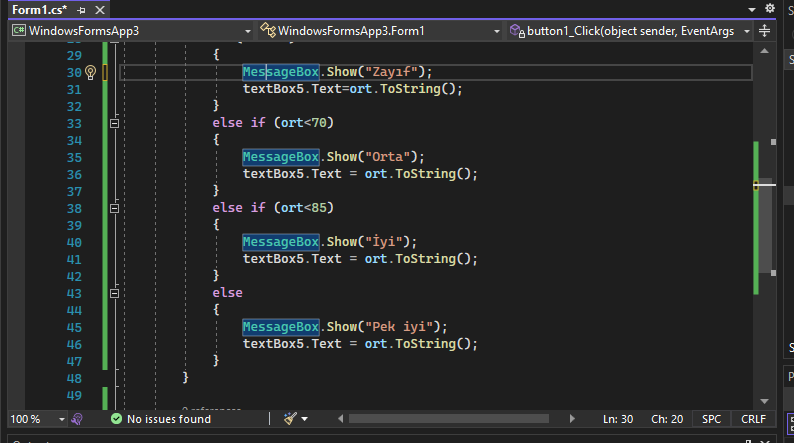 Form1.cs*
C# WindowsFormsApp3 WindowsFormsApp3.Form1 button1_Click(object sender, EventArgs
29 {
30 MessageBox.Show("Zayıf");
31 textBox5.Text=ort.ToString();
32 }
33 else if (ort<70)
34 {
35 MessageBox.Show("Orta");
36 textBox5.Text = ort.ToString();
37 }
38 else if (ort<85)
39 {
40 MessageBox.Show("İyi");
41 textBox5.Text = ort.ToString();
42 }
43 else
44 {
45 MessageBox.Show("Pek iyi");
46 textBox5.Text = ort.ToString();
47 }
48 }
49
100 % No issues found Ln: 30 Ch: 20 SPC CRLF